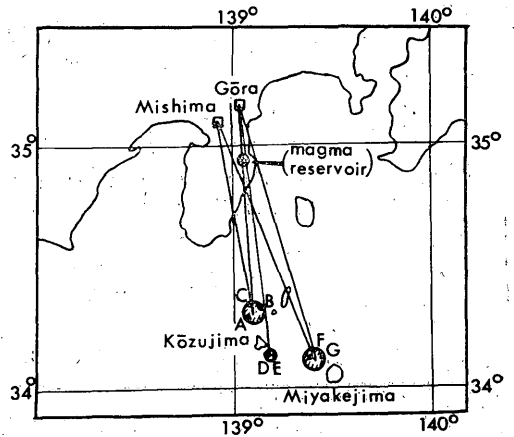 139° 140°
Gōra
Mishima
35° 35°
(magma
reservoir)
C B
A
Kōzujima F
G
D E
34° 34°
Miyakejima
139° 140°